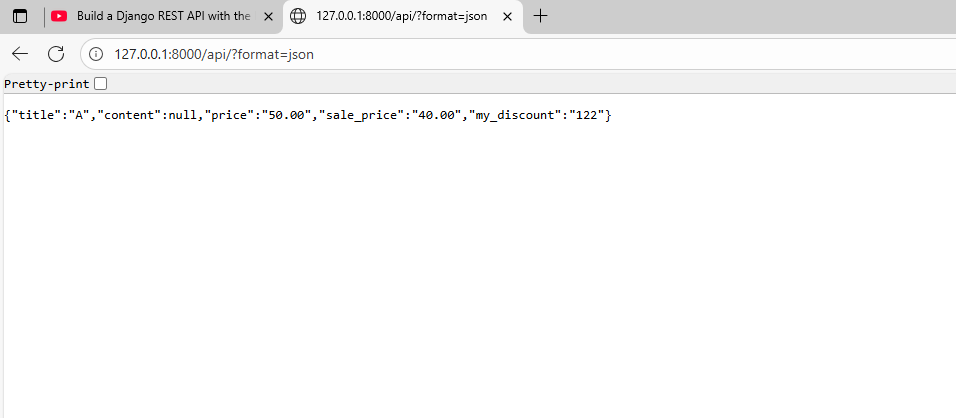 Build a Django REST API with the
127.0.0.1:8000/api/?format=json
127.0.0.1:8000/api/?format=json
Pretty-print
{"title":"A","content":null,"price":"50.00","sale_price":"40.00","my_discount":"122"}